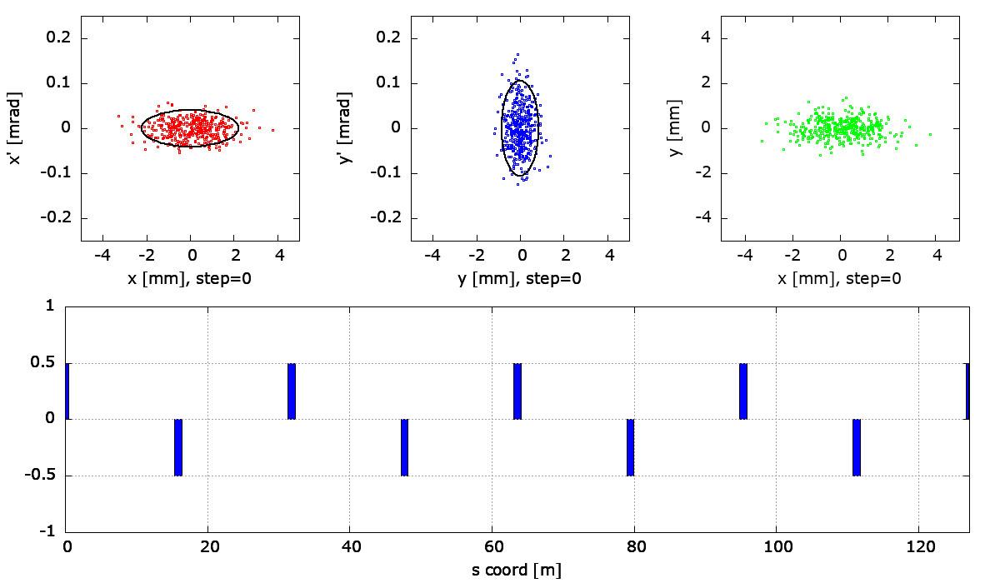 0.2
0.1
0
-0.1
-0.2
x' [mrad]
-4 -2 0 2 4
x [mm], step=0
0.2
0.1
0
-0.1
-0.2
y' [mrad]
-4 -2 0 2 4
y [mm], step=0
4
2
0
-2
-4
y [mm]
-4 -2 0 2 4
x [mm], step=0
1
0.5
0
-0.5
-1
0 20 40 60 80 100 120
s coord [m]